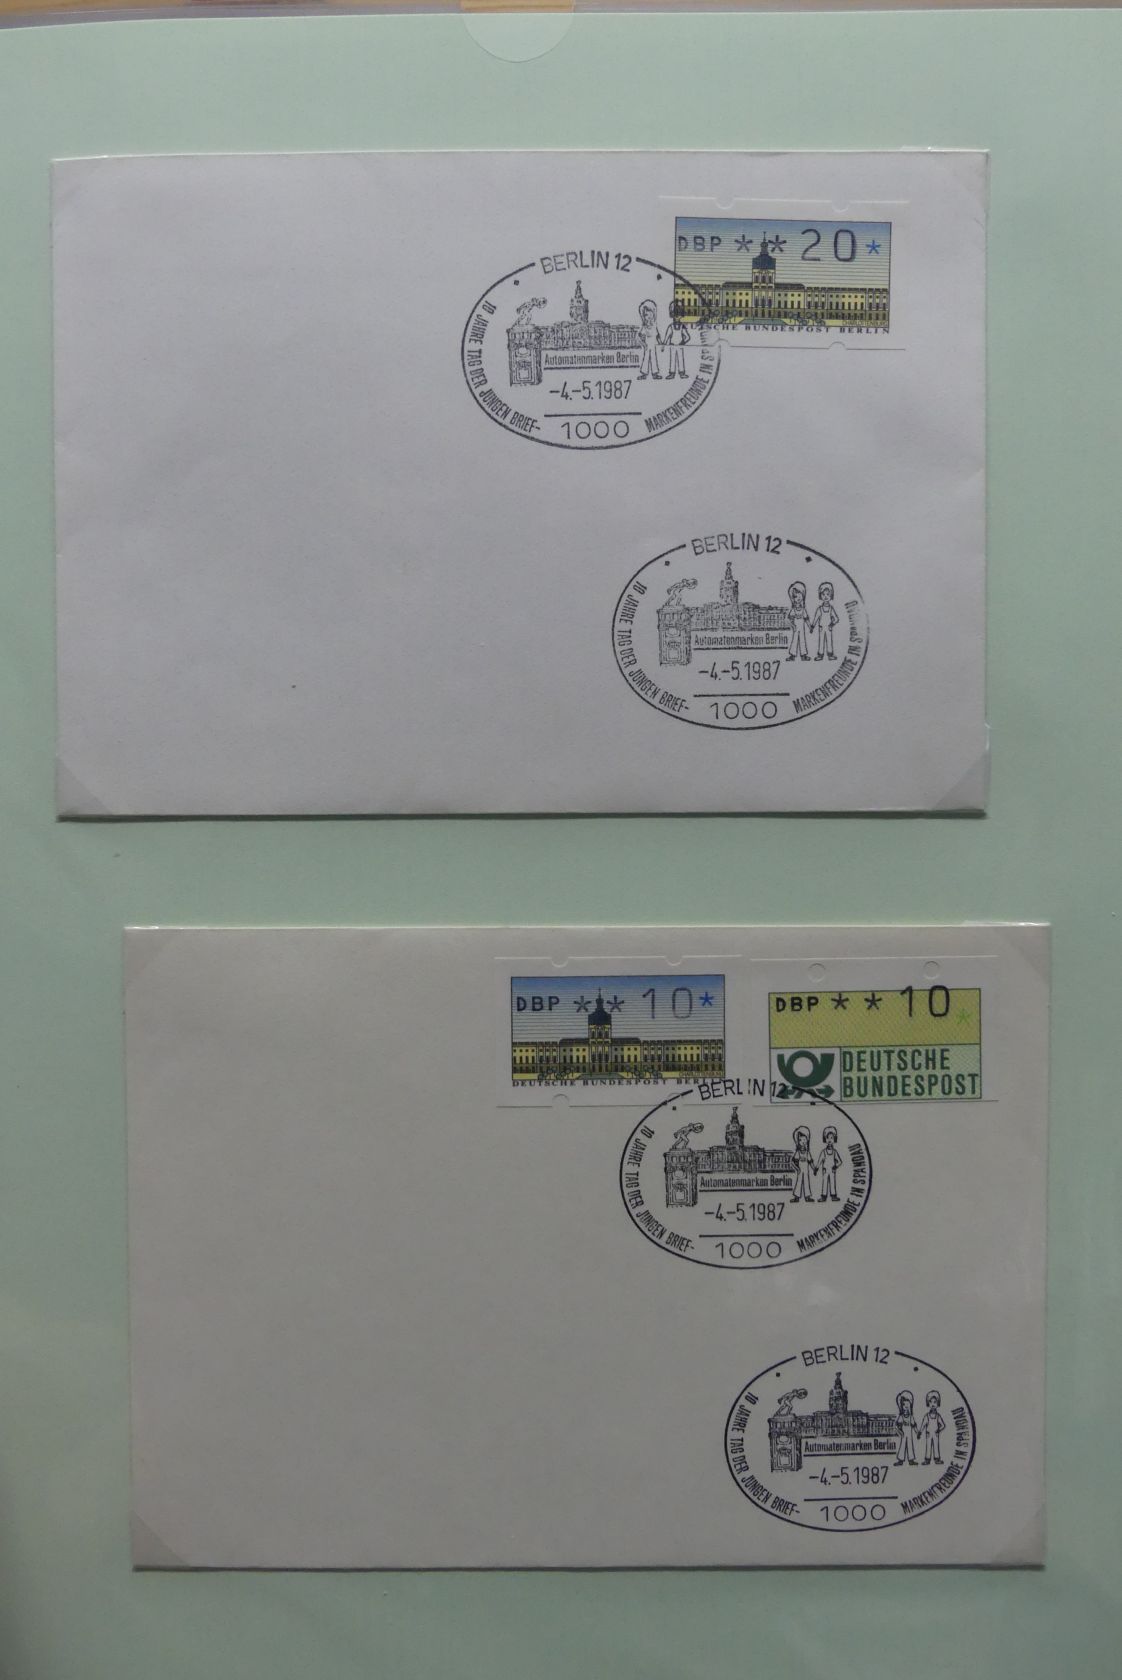 DBP ** 20*
CHARLOTTENBURG
DEUTSCHE BUNDESPOST BERLIN
BERLIN 12
10 JAHRE TAG DER JUNGEN BRIEF-
MARKENFREUNDE IN SPANDAU
Automatenmarken Berlin
-4.-5.1987
1000
BERLIN 12
10 JAHRE TAG DER JUNGEN BRIEF-
MARKENFREUNDE IN SPANDAU
Automatenmarken Berlin
-4.-5.1987
1000
DBP ** 10*
CHARLOTTENBURG
DEUTSCHE BUNDESPOST BERLIN
DBP ** 10 *
DEUTSCHE
BUNDESPOST
BERLIN 12
10 JAHRE TAG DER JUNGEN BRIEF-
MARKENFREUNDE IN SPANDAU
Automatenmarken Berlin
-4.-5.1987
1000
BERLIN 12
10 JAHRE TAG DER JUNGEN BRIEF-
MARKENFREUNDE IN SPANDAU
Automatenmarken Berlin
-4.-5.1987
1000